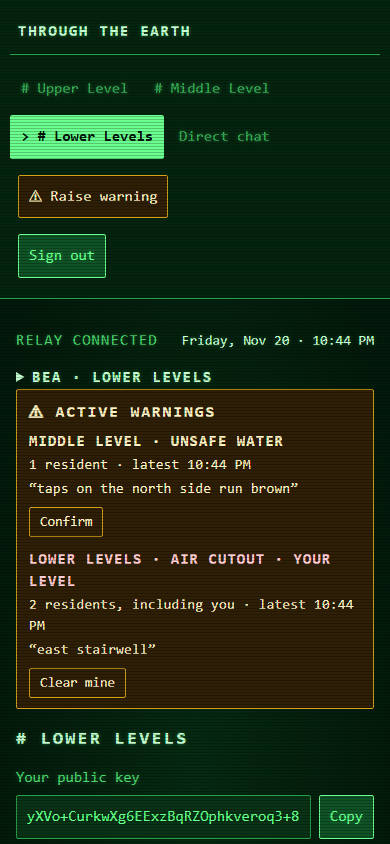 THROUGH THE EARTH
# Upper Level # Middle Level
> # Lower Levels Direct chat
⚠ Raise warning
Sign out
RELAY CONNECTED Friday, Nov 20 · 10:44 PM
▶ BEA · LOWER LEVELS
⚠ ACTIVE WARNINGS
MIDDLE LEVEL · UNSAFE WATER
1 resident · latest 10:44 PM
“taps on the north side run brown”
Confirm
LOWER LEVELS · AIR CUTOUT · YOUR
LEVEL
2 residents, including you · latest 10:44
PM
“east stairwell”
Clear mine
# LOWER LEVELS
Your public key
yXVo+CurkwXg6EExzBqRZOphkveroq3+8 Copy